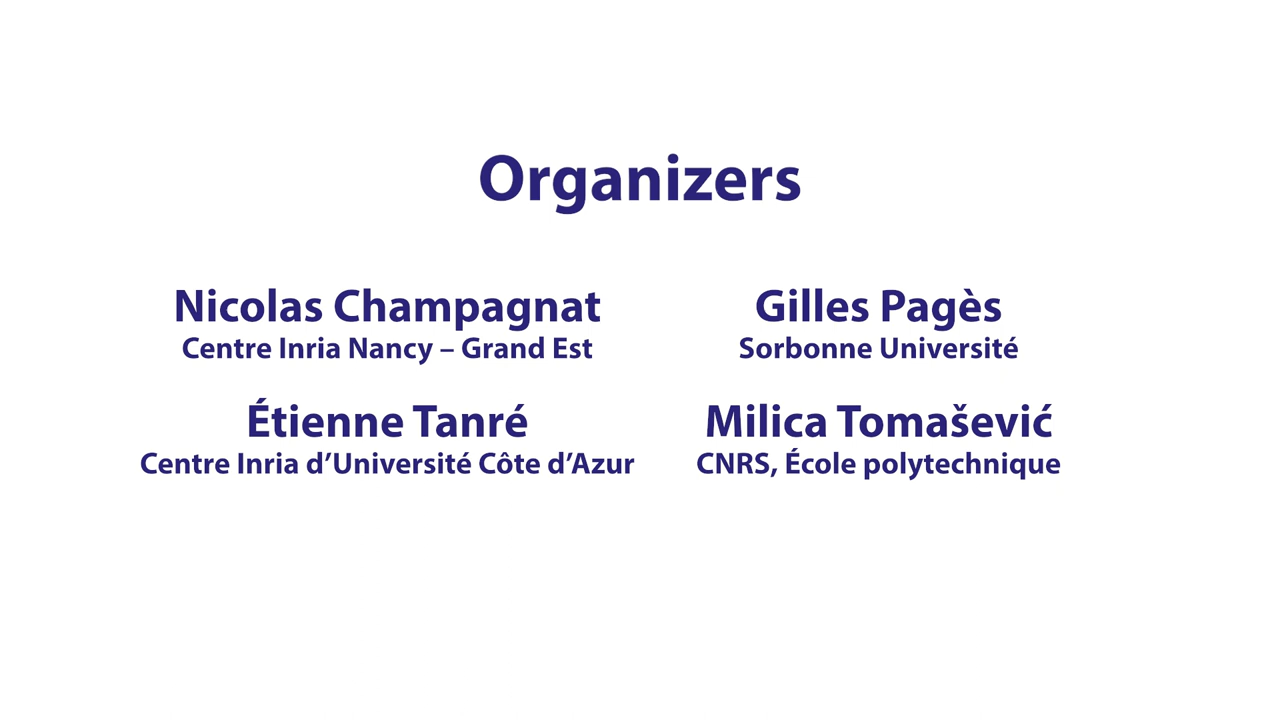 Organizers
Nicolas Champagnat
Centre Inria Nancy – Grand Est
Gilles Pagès
Sorbonne Université
Étienne Tanré
Centre Inria d’Université Côte d’Azur
Milica Tomašević
CNRS, École polytechnique